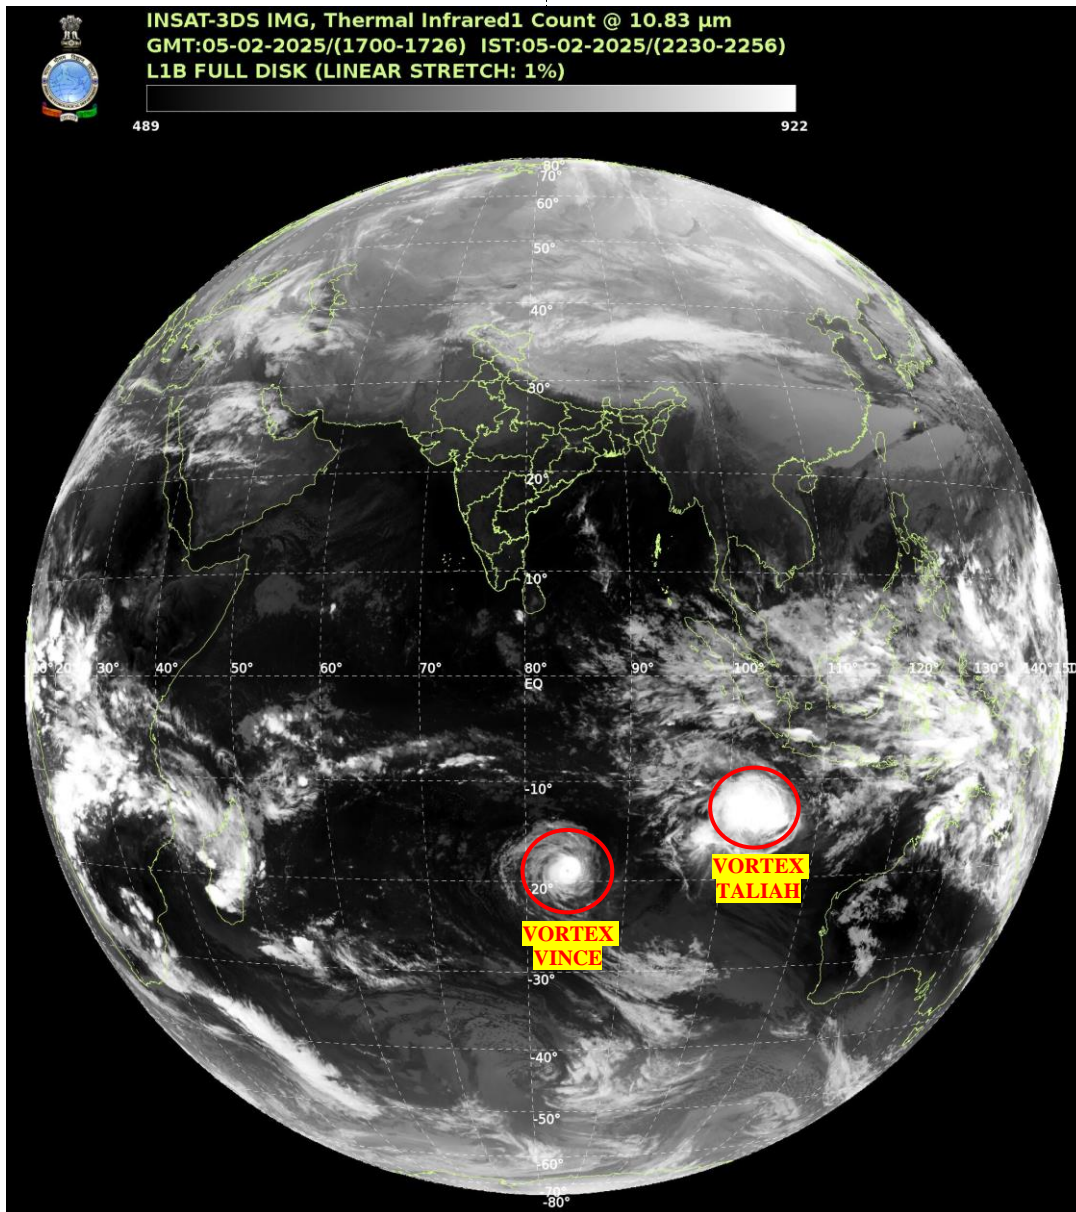 INSAT-3DS IMG, Thermal Infrared1 Count @ 10.83 μm
GMT:05-02-2025/(1700-1726) IST:05-02-2025/(2230-2256)
L1B FULL DISK (LINEAR STRETCH: 1%)
489 922
80°
70°
60°
50°
40°
30°
20°
10°
30° 40° 50° 60° 70° 80° 90° 100° 110° 120° 130° 140°
EQ
-10°
VORTEX
TALIAH
20°
VORTEX
VINCE
-30°
-40°
-50°
-60°
-70°
-80°